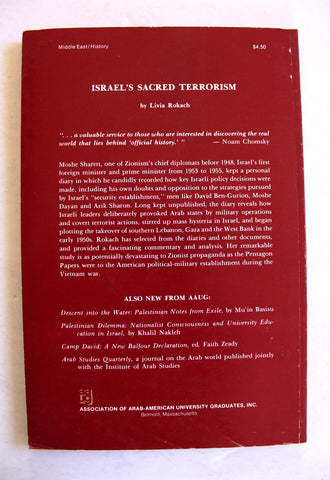 Middle East/History $4.50
ISRAEL'S SACRED TERRORISM
by Livia Rokach
". . . a valuable service to those who are interested in discovering the real
world that lies behind 'official history.' " — Noam Chomsky
Moshe Sharett, one of Zionism's chief diplomats before 1948, Israel's first
foreign minister and prime minister from 1953 to 1955, kept a personal
diary in which he candidly recorded how key Israeli policy decisions were
made, including his own doubts and opposition to the strategies pursued
by Israel's "security establishment," men like David Ben-Gurion, Moshe
Dayan and Arik Sharon. Long kept unpublished, the diary reveals how
Israeli leaders deliberately provoked Arab states by military operations
and covert terrorist actions, stirred up mass hysteria in Israel, and began
plotting the takeover of southern Lebanon, Gaza and the West Bank in the
early 1950s. Rokach has selected from the diaries and other documents,
and provided a fascinating commentary and analysis. Her remarkable
study is as potentially devastating to Zionist propaganda as the Pentagon
Papers were to the American political-military establishment during the
Vietnam war.
ALSO NEW FROM AAUG:
Descent into the Water: Palestinian Notes from Exile, by Mu'in Basisu
Palestinian Dilemma: Nationalist Consciousness and University Edu-
cation in Israel, by Khalil Nakleh
Camp David: A New Balfour Declaration, ed. Faith Zeady
Arab Studies Quarterly, a journal on the Arab world published jointly
with the Institute of Arab Studies
ASSOCIATION OF ARAB-AMERICAN UNIVERSITY GRADUATES, INC.
Belmont, Massachusetts